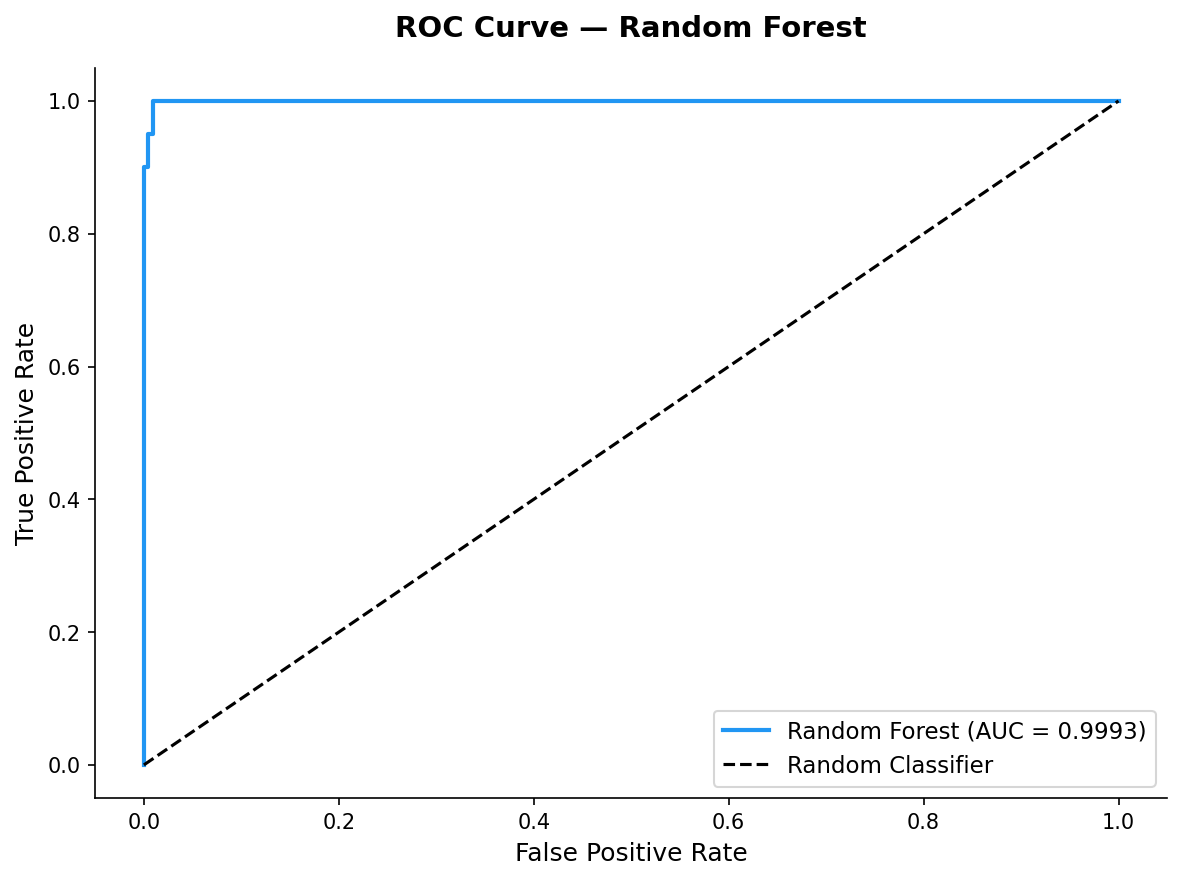 ROC Curve — Random Forest
True Positive Rate
1.0
0.8
0.6
0.4
0.2
0.0
Random Forest (AUC = 0.9993)
Random Classifier
0.0 0.2 0.4 0.6 0.8 1.0
False Positive Rate